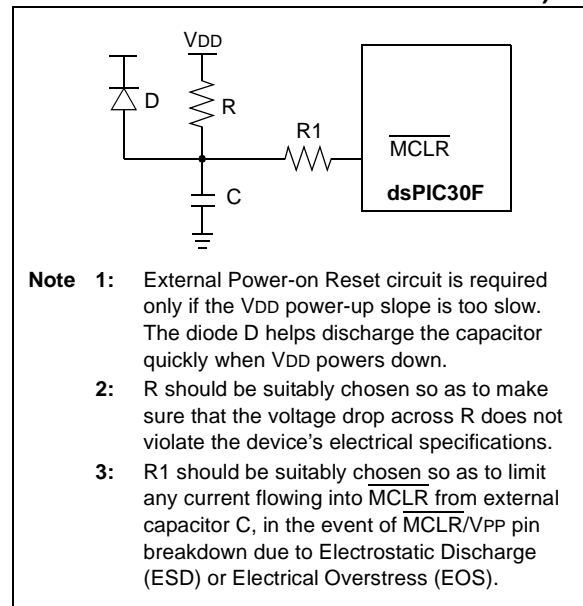 VDD
D
R
R1
MCLR
dsPIC30F
C
Note 1: External Power-on Reset circuit is required
only if the VDD power-up slope is too slow.
The diode D helps discharge the capacitor
quickly when VDD powers down.
2: R should be suitably chosen so as to make
sure that the voltage drop across R does not
violate the device's electrical specifications.
3: R1 should be suitably chosen so as to limit
any current flowing into MCLR from external
capacitor C, in the event of MCLR/VPP pin
breakdown due to Electrostatic Discharge
(ESD) or Electrical Overstress (EOS).